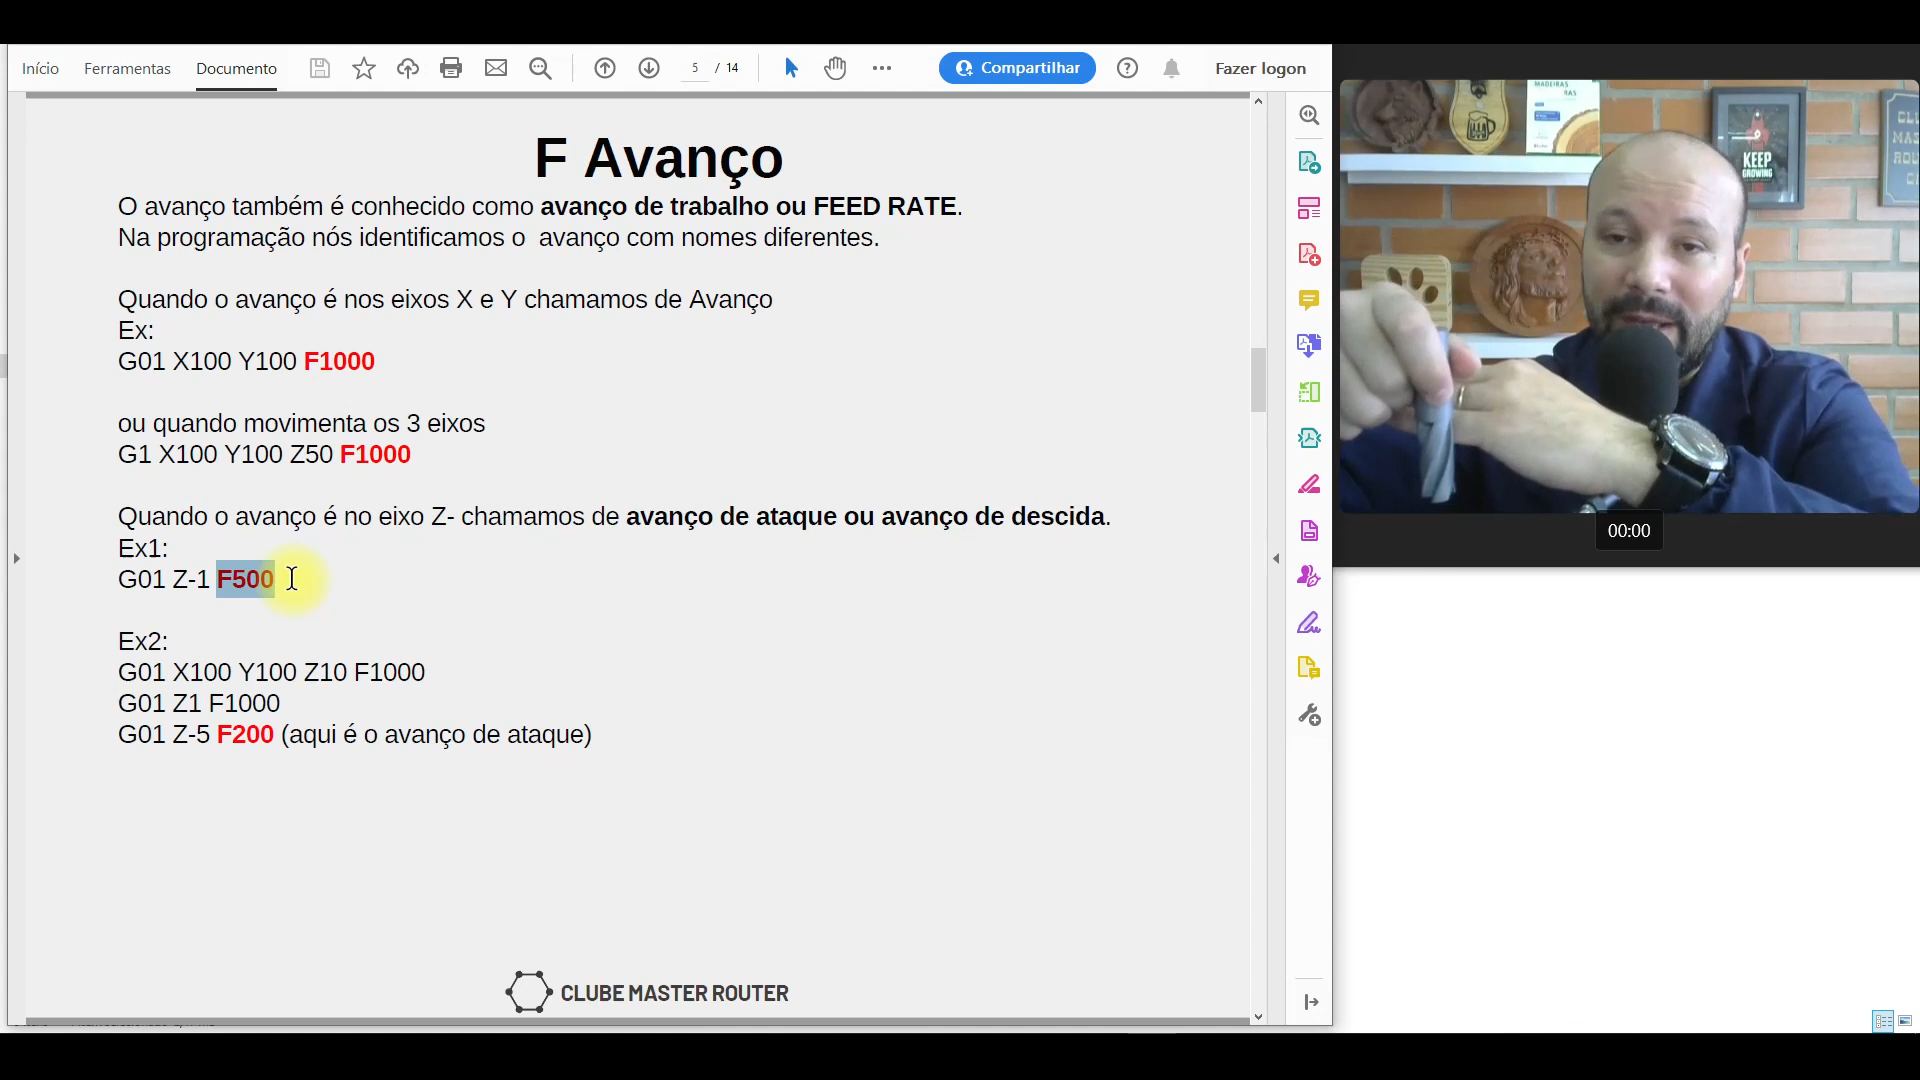 Início Ferramentas Documento 5 / 14 Compartilhar Fazer logon
F Avanço
O avanço também é conhecido como avanço de trabalho ou FEED RATE.
Na programação nós identificamos o  avanço com nomes diferentes.
Quando o avanço é nos eixos X e Y chamamos de Avanço
Ex:
G01 X100 Y100 F1000
ou quando movimenta os 3 eixos
G1 X100 Y100 Z50 F1000
Quando o avanço é no eixo Z- chamamos de avanço de ataque ou avanço de descida.
Ex1:
G01 Z-1 F500
Ex2:
G01 X100 Y100 Z10 F1000
G01 Z1 F1000
G01 Z-5 F200 (aqui é o avanço de ataque)
CLUBE MASTER ROUTER
MADEIRAS
KEEP
GROWING
00:00